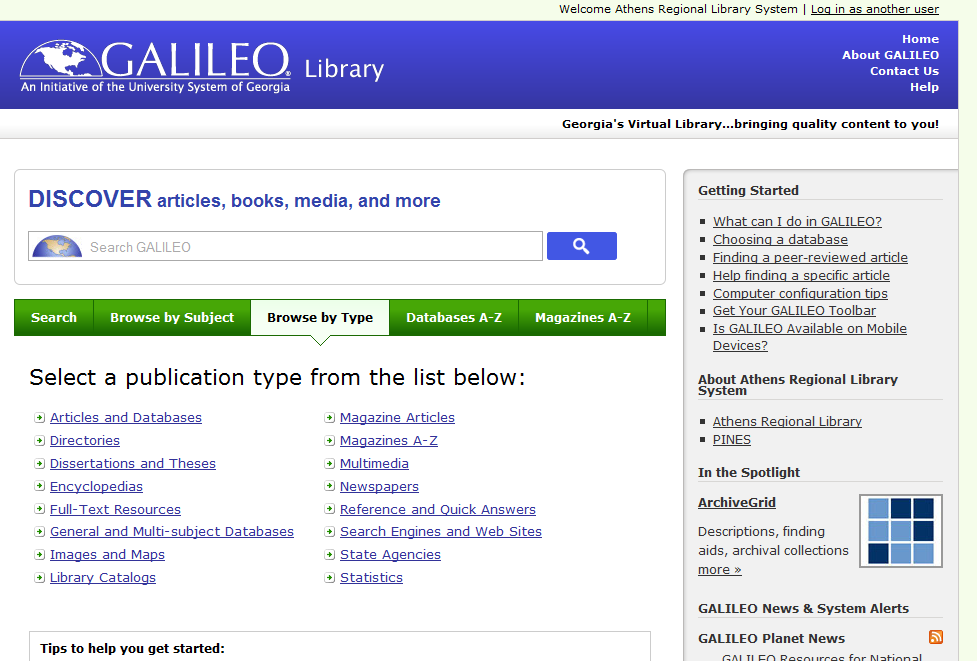 Welcome Athens Regional Library System | Log in as another user
GALILEO® Library
An Initiative of the University System of Georgia
Home
About GALILEO
Contact Us
Help
Georgia's Virtual Library...bringing quality content to you!
DISCOVER articles, books, media, and more
Search GALILEO
Search
Browse by Subject
Browse by Type
Databases A-Z
Magazines A-Z
Select a publication type from the list below:
Articles and Databases
Directories
Dissertations and Theses
Encyclopedias
Full-Text Resources
General and Multi-subject Databases
Images and Maps
Library Catalogs
Magazine Articles
Magazines A-Z
Multimedia
Newspapers
Reference and Quick Answers
Search Engines and Web Sites
State Agencies
Statistics
Tips to help you get started:
Getting Started
What can I do in GALILEO?
Choosing a database
Finding a peer-reviewed article
Help finding a specific article
Computer configuration tips
Get Your GALILEO Toolbar
Is GALILEO Available on Mobile
Devices?
About Athens Regional Library
System
Athens Regional Library
PINES
In the Spotlight
ArchiveGrid
Descriptions, finding
aids, archival collections
more »
GALILEO News & System Alerts
GALILEO Planet News
GALILEO Resources for National